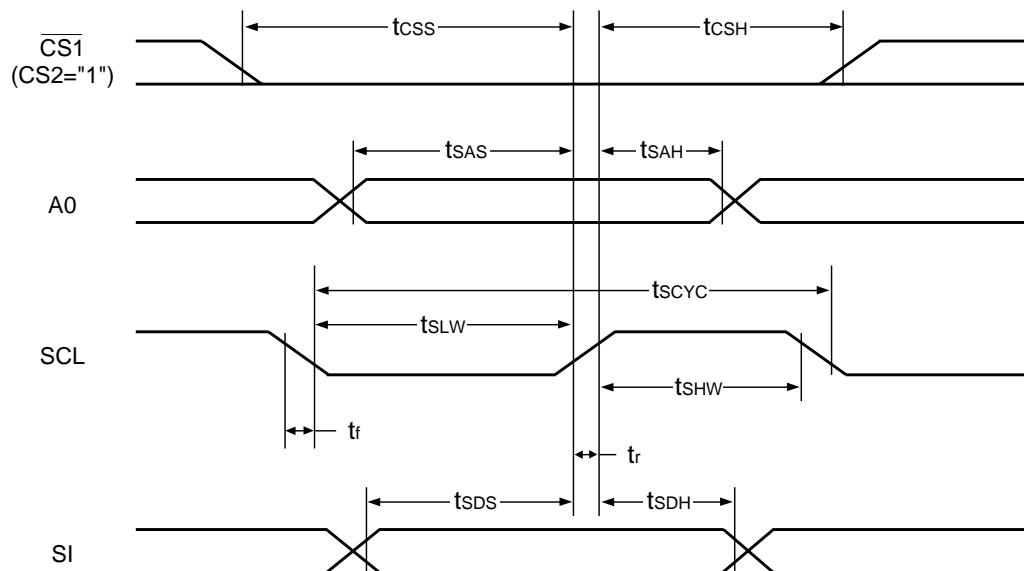 tCSS
tCSH
CS1
(CS2="1")
tSAS
tSAH
A0
tSCYC
tSLW
SCL
tSHW
tf
tr
tSDS
tSDH
SI